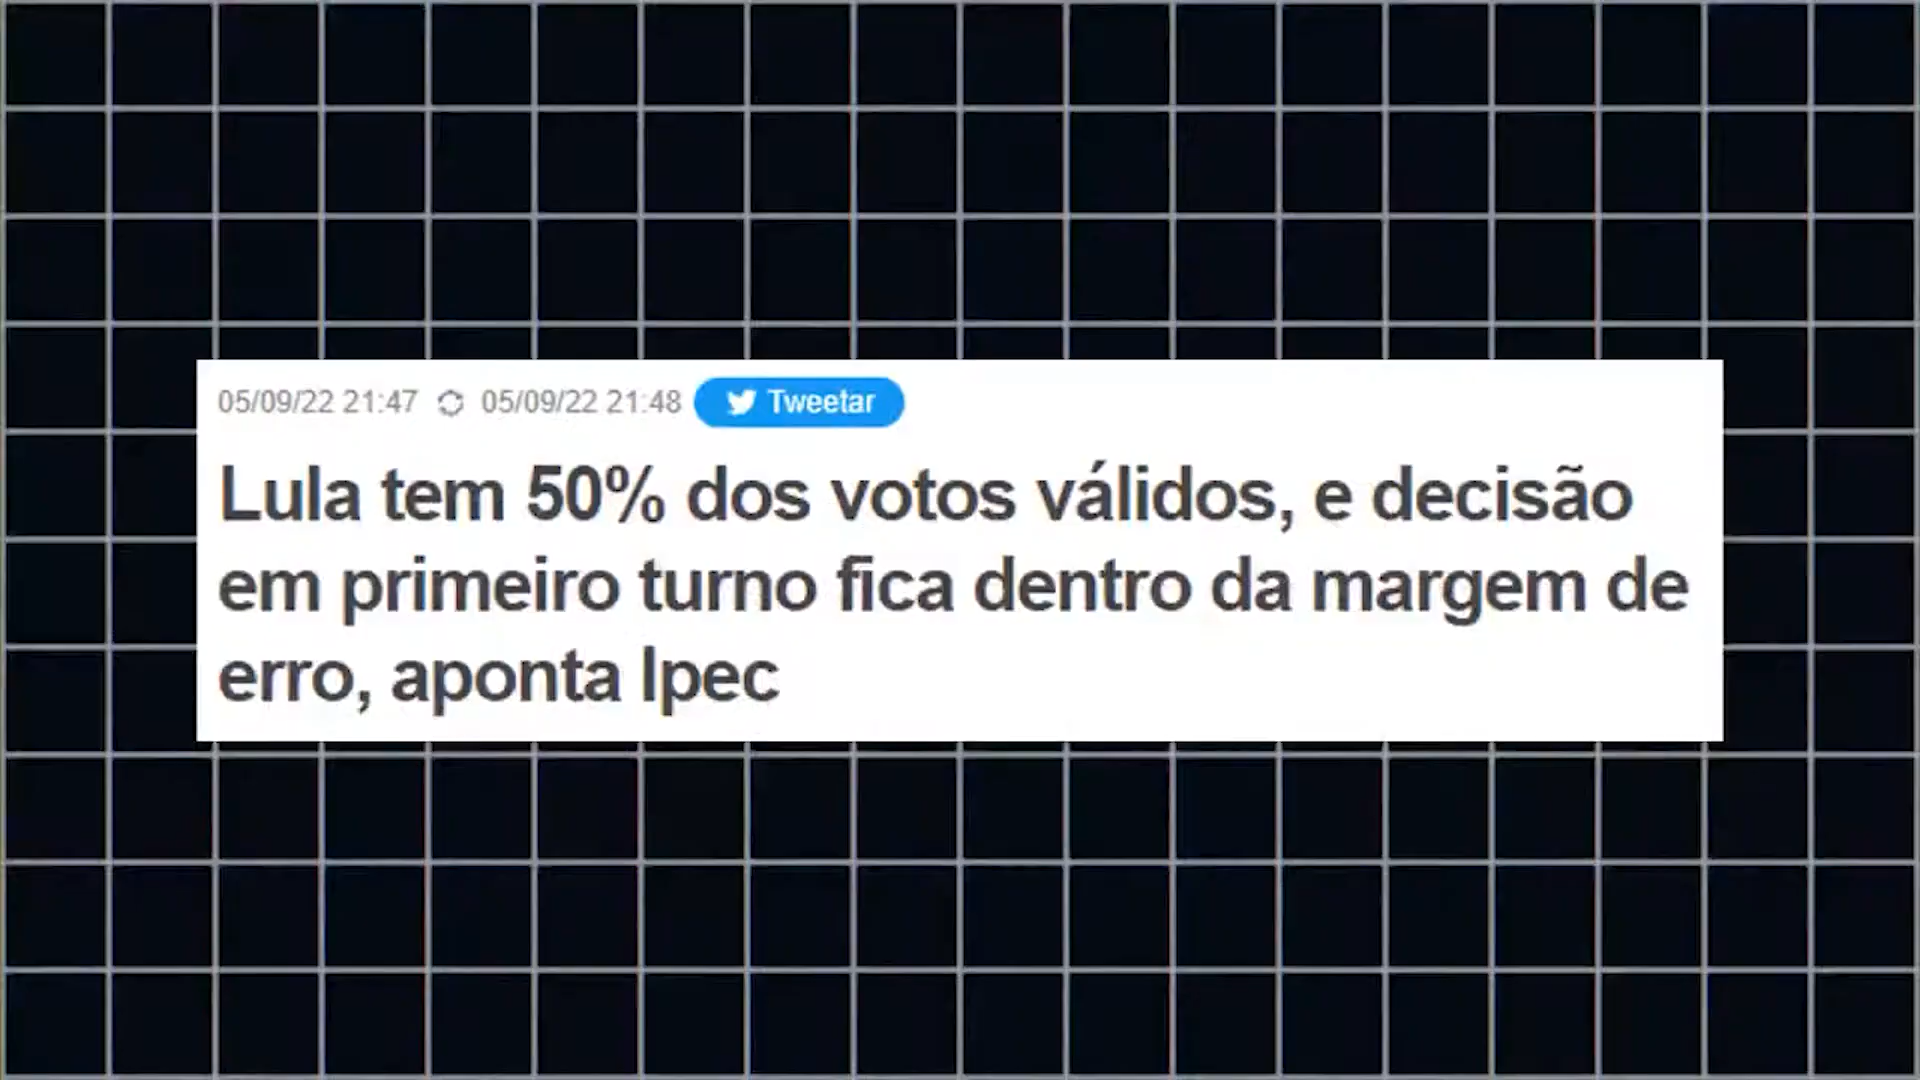 05/09/22 21:47 05/09/22 21:48 Tweetar
Lula tem 50% dos votos válidos, e decisão
em primeiro turno fica dentro da margem de
erro, aponta Ipec